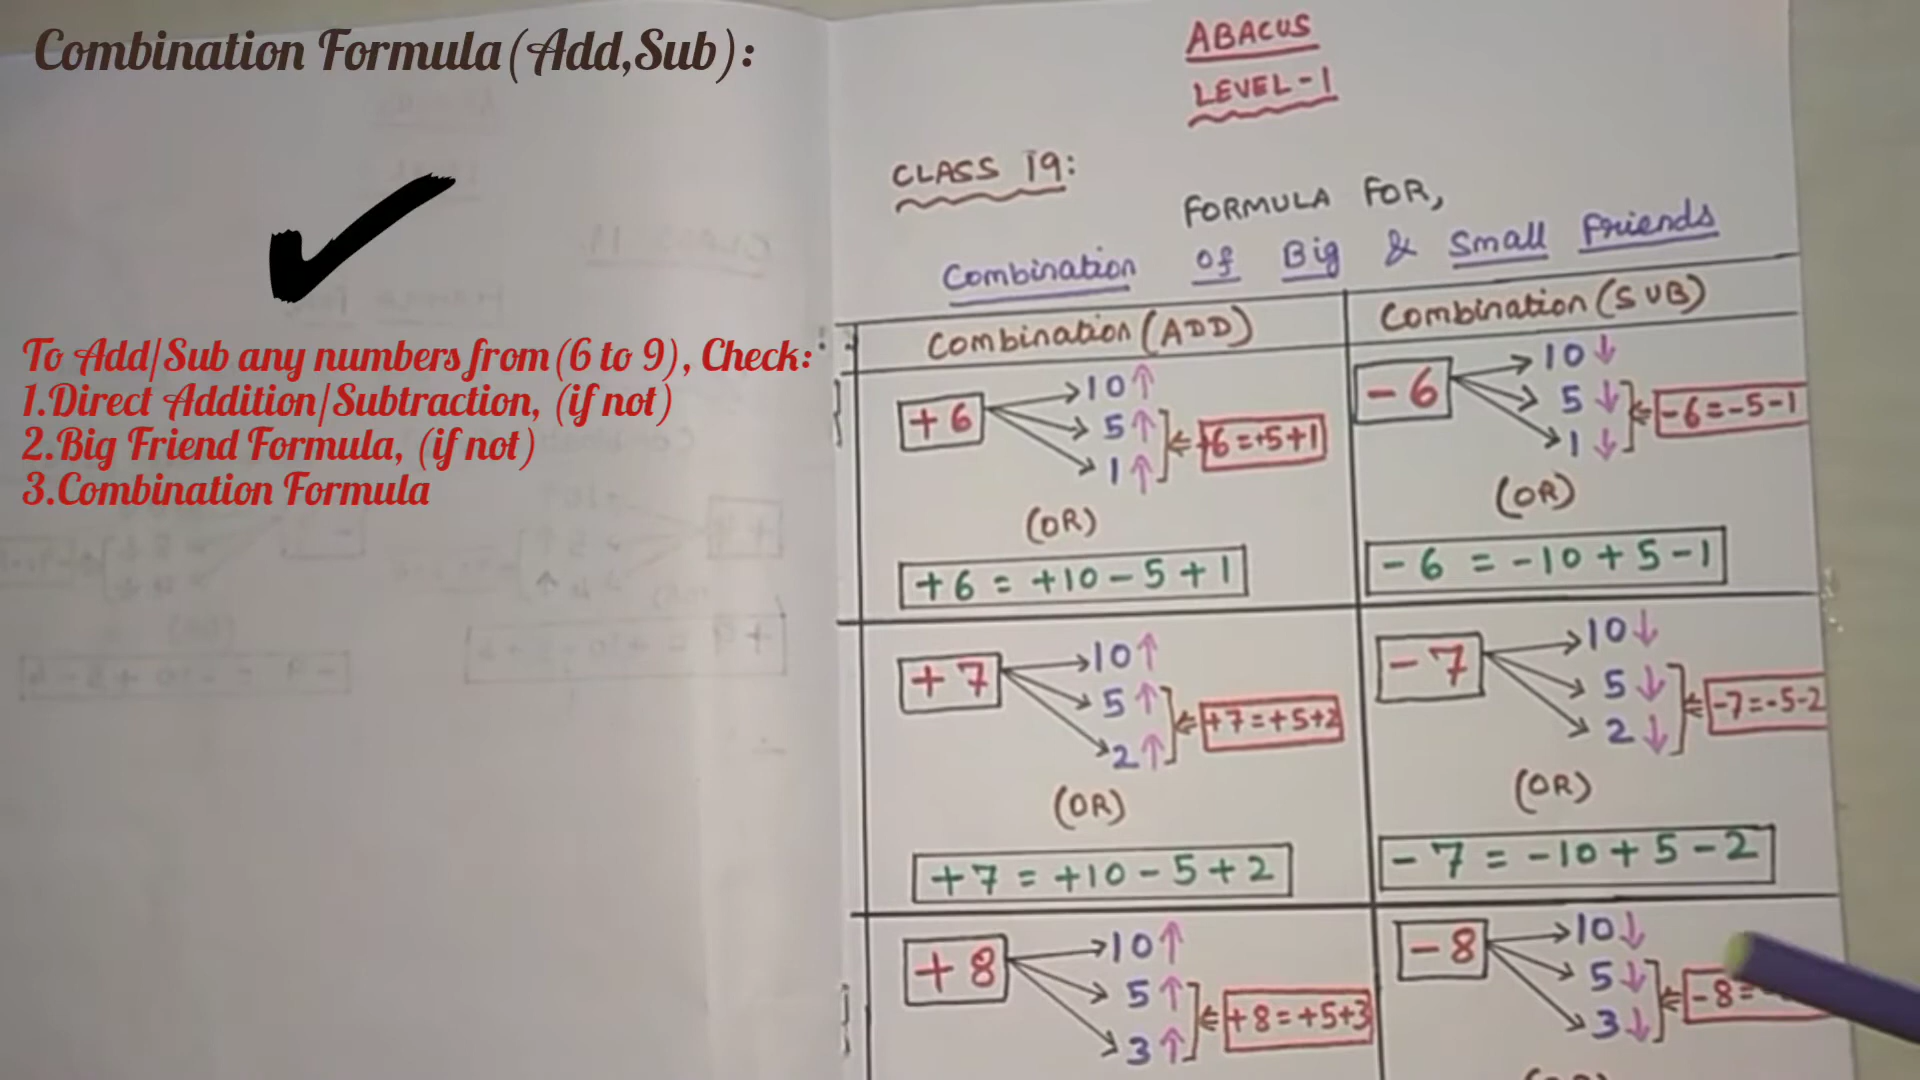 Combination Formula(Add,Sub):
To Add/Sub any numbers from(6 to 9), Check:
1.Direct Addition/Subtraction, (if not)
2.Big Friend Formula, (if not)
3.Combination Formula
ABACUS
LEVEL-1
CLASS 19:
FORMULA FOR,
Combination of Big & Small Friends
Combination (ADD)
+6
10↑
5↑
1↑
+6=+5+1
(OR)
+6 = +10-5+1
+7
10↑
5↑
2↑
+7=+5+2
(OR)
+7 = +10-5+2
+8
10↑
5↑
3↑
+8=+5+3
Combination (SUB)
-6
10↓
5↓
1↓
-6=-5-1
(OR)
-6 = -10+5-1
-7
10↓
5↓
2↓
-7=-5-2
(OR)
-7 = -10+5-2
-8
10↓
5↓
3↓
-8=